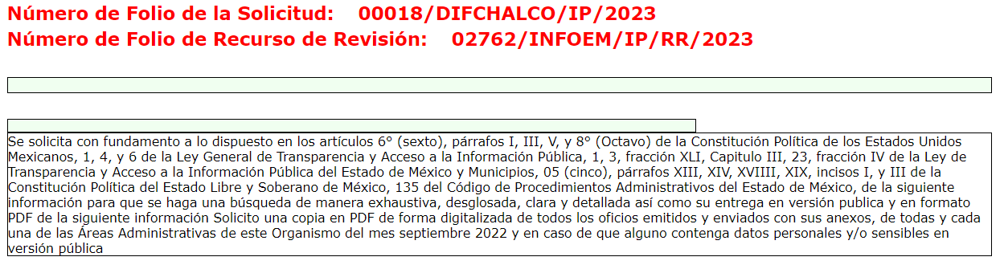 Número de Folio de la Solicitud: 00018/DIFCHALCO/IP/2023
Número de Folio de Recurso de Revisión: 02762/INFOEM/IP/RR/2023
Se solicita con fundamento a lo dispuesto en los artículos 6° (sexto), párrafos I, III, V, y 8° (Octavo) de la Constitución Política de los Estados Unidos
Mexicanos, 1, 4, y 6 de la Ley General de Transparencia y Acceso a la Información Pública, 1, 3, fracción XLI, Capitulo III, 23, fracción IV de la Ley de
Transparencia y Acceso a la Información Pública del Estado de México y Municipios, 05 (cinco), párrafos XIII, XIV, XVIIII, XIX, incisos I, y III de la
Constitución Política del Estado Libre y Soberano de México, 135 del Código de Procedimientos Administrativos del Estado de México, de la siguiente
información para que se haga una búsqueda de manera exhaustiva, desglosada, clara y detallada así como su entrega en versión publica y en formato
PDF de la siguiente información Solicito una copia en PDF de forma digitalizada de todos los oficios emitidos y enviados con sus anexos, de todas y cada
una de las Áreas Administrativas de este Organismo del mes septiembre 2022 y en caso de que alguno contenga datos personales y/o sensibles en
versión pública